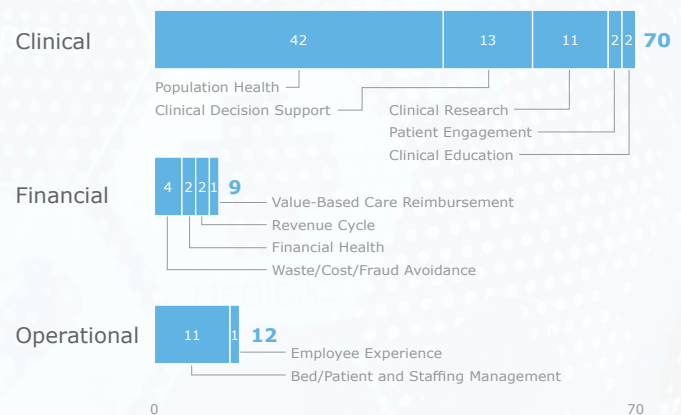 Clinical
42 13 11 2 2 70
Population Health
Clinical Decision Support
Clinical Research
Patient Engagement
Clinical Education
Financial
4 2 2 1 9
Value-Based Care Reimbursement
Revenue Cycle
Financial Health
Waste/Cost/Fraud Avoidance
Operational
11 1 12
Employee Experience
Bed/Patient and Staffing Management
0 70